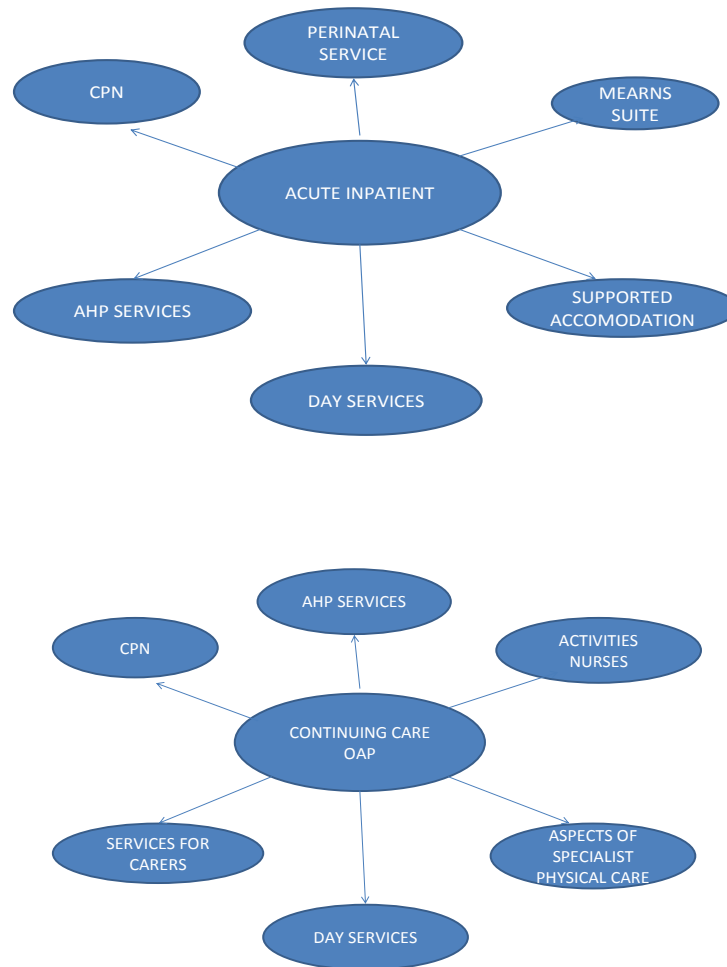 PERINATAL
SERVICE
CPN
MEARNS
SUITE
ACUTE INPATIENT
AHP SERVICES
SUPPORTED
ACCOMODATION
DAY SERVICES
AHP SERVICES
CPN
ACTIVITIES
NURSES
CONTINUING CARE
OAP
SERVICES FOR
CARERS
ASPECTS OF
SPECIALIST
PHYSICAL CARE
DAY SERVICES